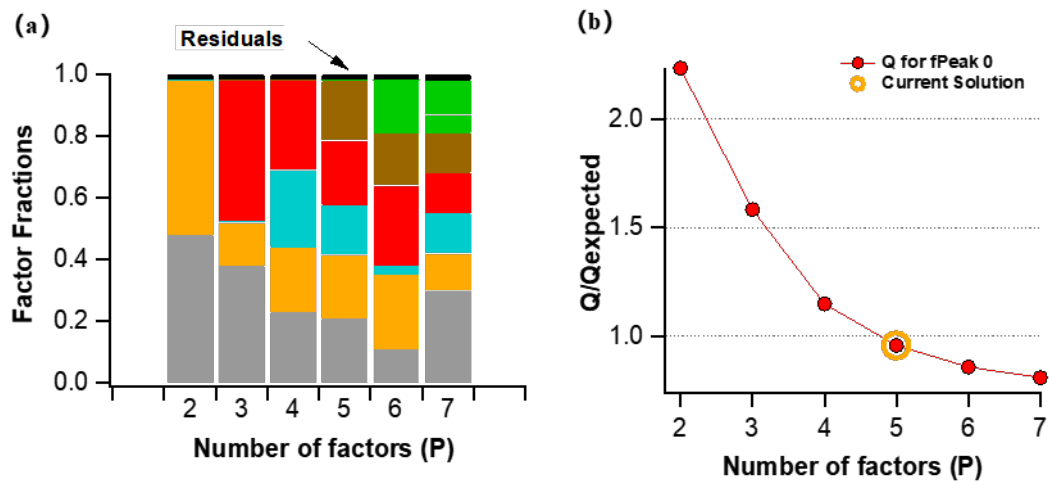 (a)
Residuals
1.0
0.8
0.6
0.4
0.2
0.0
Factor Fractions
2 3 4 5 6 7
Number of factors (P)
(b)
Q for fPeak 0
Current Solution
2.0
1.5
1.0
Q/Qexpected
2 3 4 5 6 7
Number of factors (P)